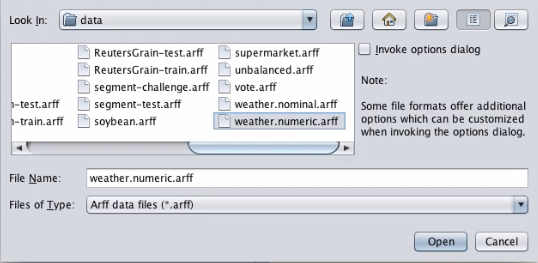 Look In: data
ReutersGrain-test.arff
supermarket.arff
Invoke options dialog
ReutersGrain-train.arff
unbalanced.arff
segment-challenge.arff
vote.arff
Note:
n-test.arff
segment-test.arff
weather.nominal.arff
Some file formats offer additional
n-train.arff
soybean.arff
weather.numeric.arff
options which can be customized
when invoking the options dialog.
File Name: weather.numeric.arff
Files of Type: Arff data files (*.arff)
Open
Cancel